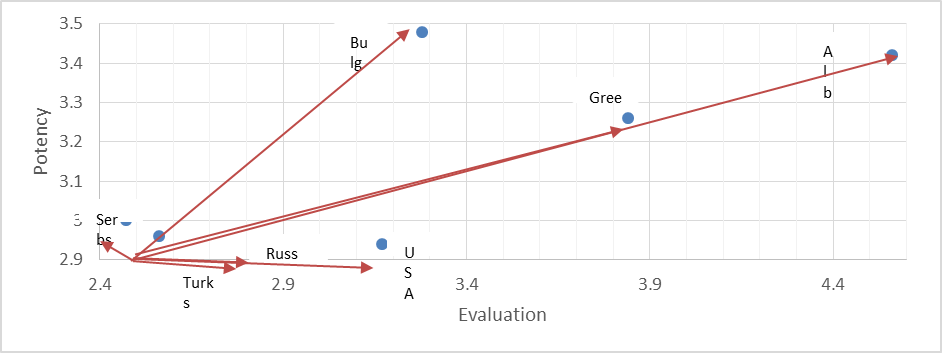 3.5
Bu
lg
A
l
b
3.4
3.3
Gree
3.2
3.1
Potency
Ser
bs
2.9
Russ
U
S
A
Turk
s
2.4 2.9 3.4 3.9 4.4
Evaluation